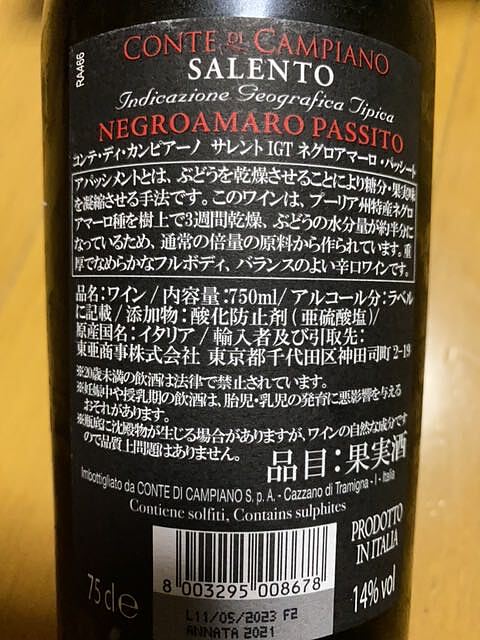 RA466
CONTE DI CAMPIANO
SALENTO
Indicazione Geografica Tipica
NEGROAMARO PASSITO
コンテ・ディ・カンピアーノ サレントIGT ネグロアマーロ・パッシート
アパッシメントとは、ぶどうを乾燥させることにより糖分・果実味
を凝縮させる手法です。このワインは、プーリア州特産ネグロ
アマーロ種を樹上で3週間乾燥、ぶどうの水分量が約半分に
なっているため、通常の倍量の原料から作られています。重
厚でなめらかなフルボディ、バランスのよい辛口ワインです。
品名:ワイン/内容量:750ml/アルコール分:ラベル
に記載/添加物:酸化防止剤(亜硫酸塩)/
原産国名:イタリア/輸入者及び引取先:
東亜商事株式会社 東京都千代田区神田司町2-19
※20歳未満の飲酒は法律で禁止されています。
※妊娠中や授乳期の飲酒は、胎児・乳児の発育に悪影響を与える
おそれがあります。
※瓶底に沈殿物が生じる場合がありますが、ワインの自然な成分です
ので品質上問題はありません。
品目:果実酒
Imbottigliato da CONTE DI CAMPIANO S.p.A. - Cazzano di Tramigna - I - Italia
Contiene solfiti, Contains sulphites
PRODOTTO
IN ITALIA
75 cl e
8 003295 008678
14% vol
L11/05/2023 F2
ANNATA 2021